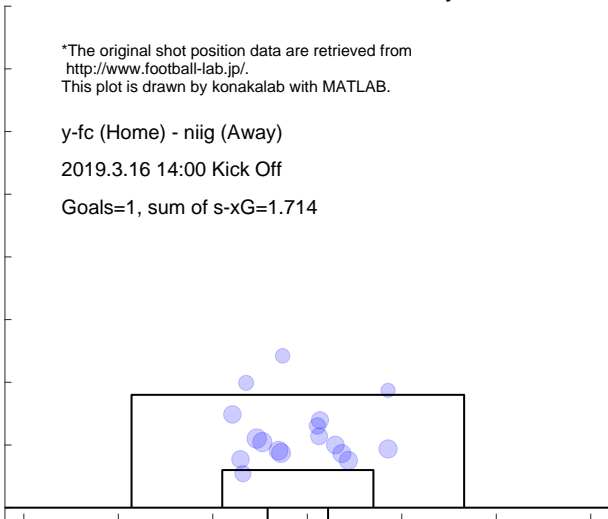 *The original shot position data are retrieved from
http://www.football-lab.jp/.
This plot is drawn by konakalab with MATLAB.
y-fc (Home) - niig (Away)
2019.3.16 14:00 Kick Off
Goals=1, sum of s-xG=1.714